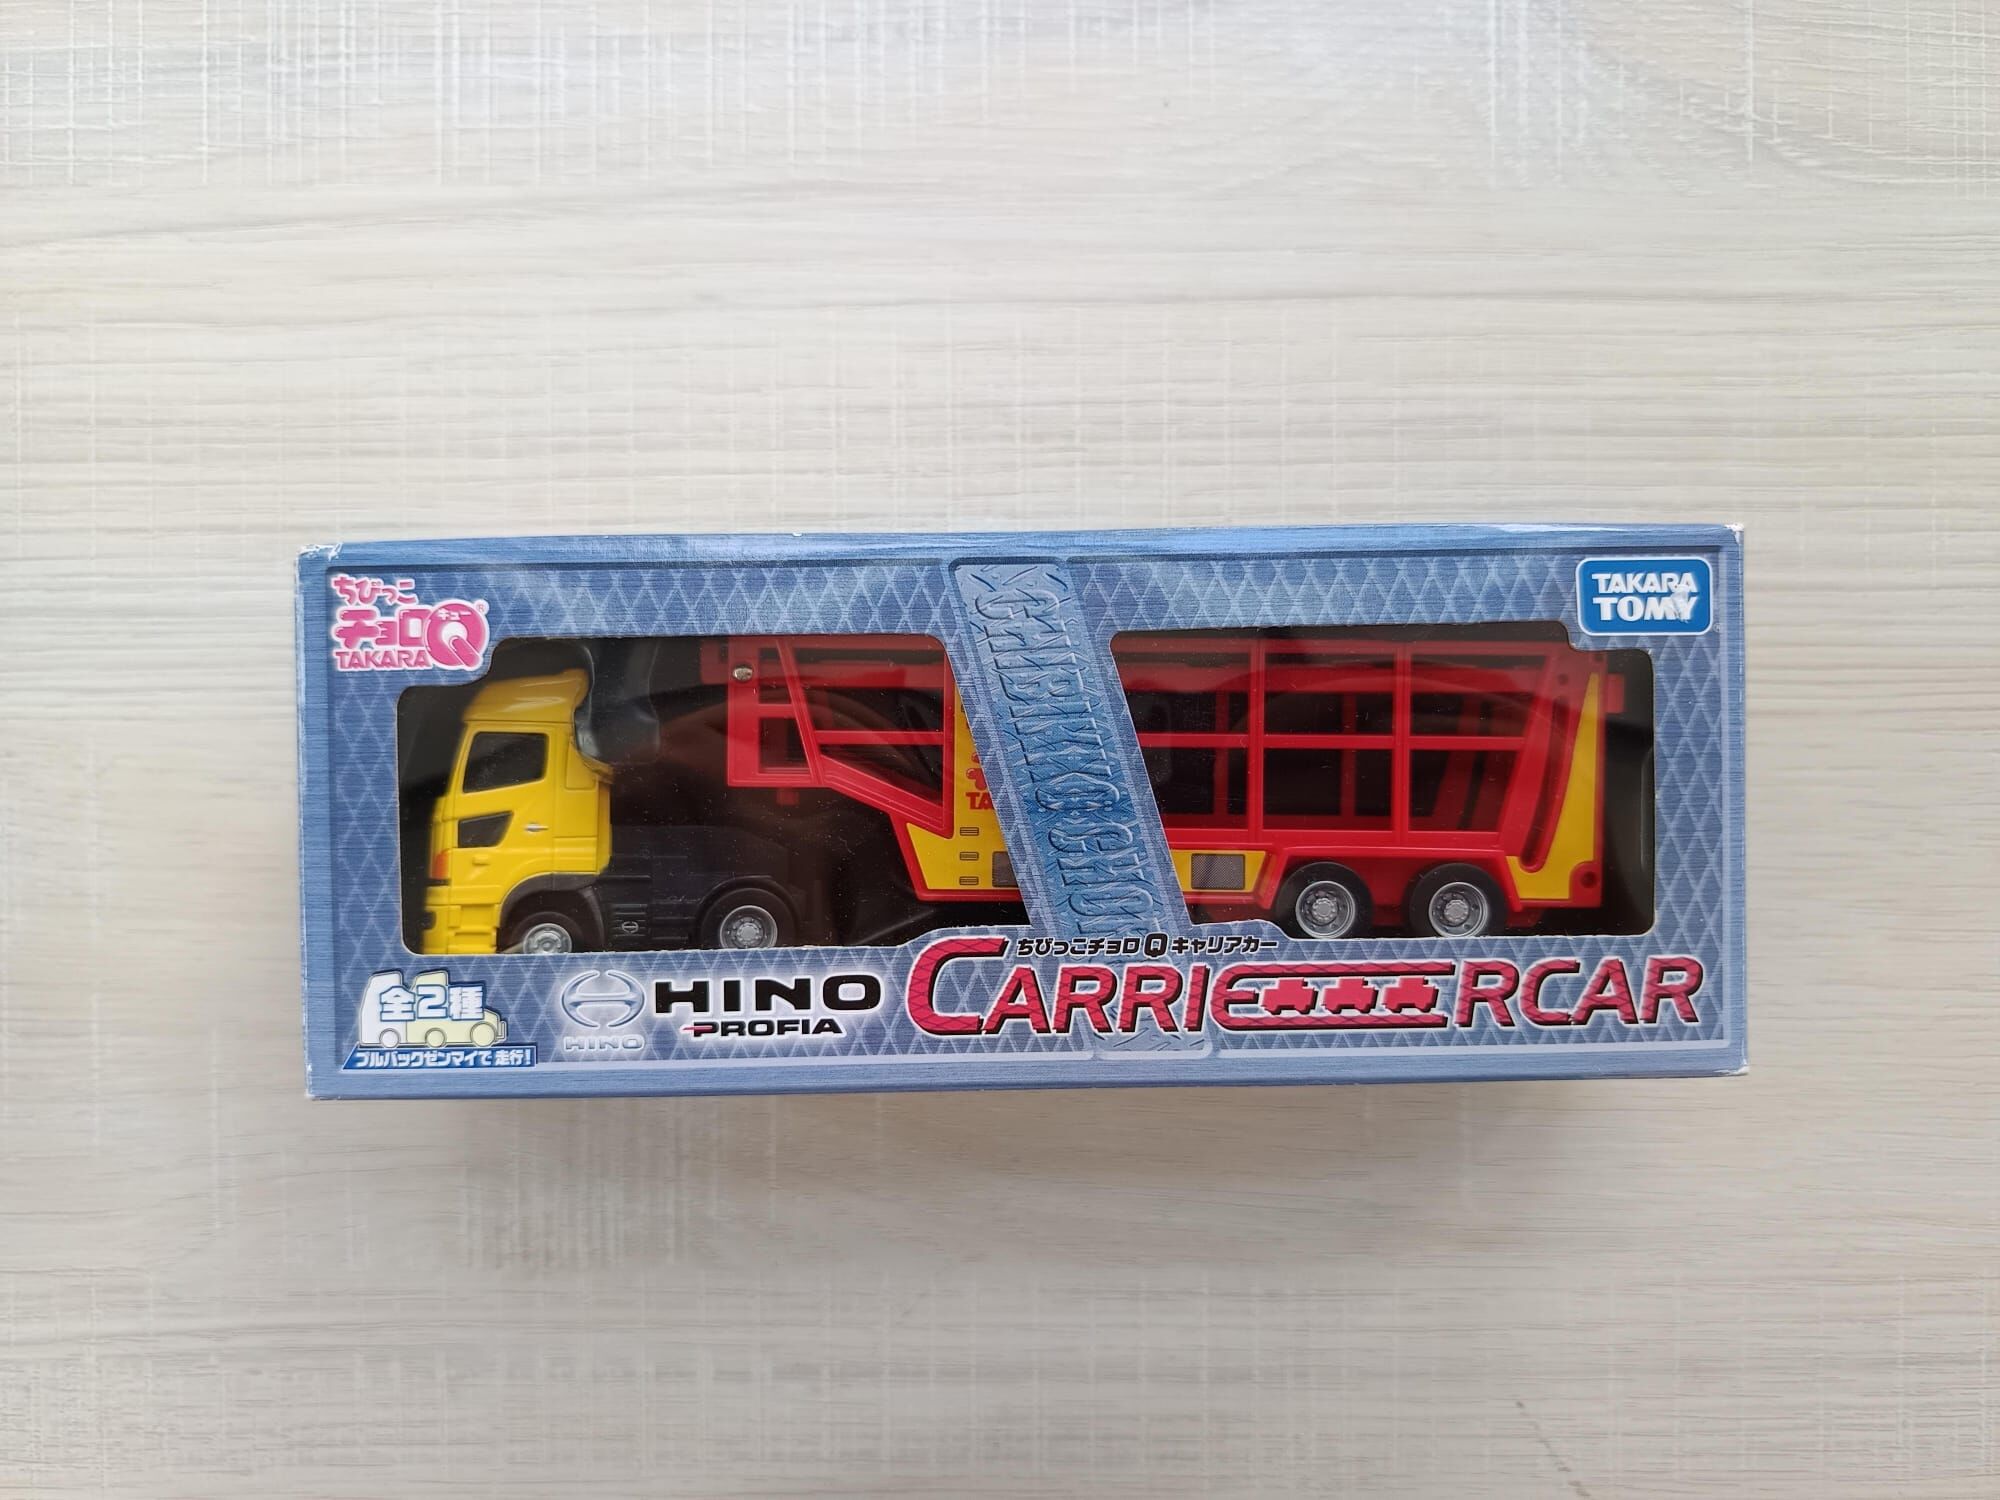 ちびっこ
チョロQ
キュー
®
TAKARA
TAKARA
TOMY
TA
CHIBIKKO CHOROQ
ちびっこチョロQキャリアカー
全2種
プルバックゼンマイで走行!
HINO
HINO
PROFIA
CARRIERCAR